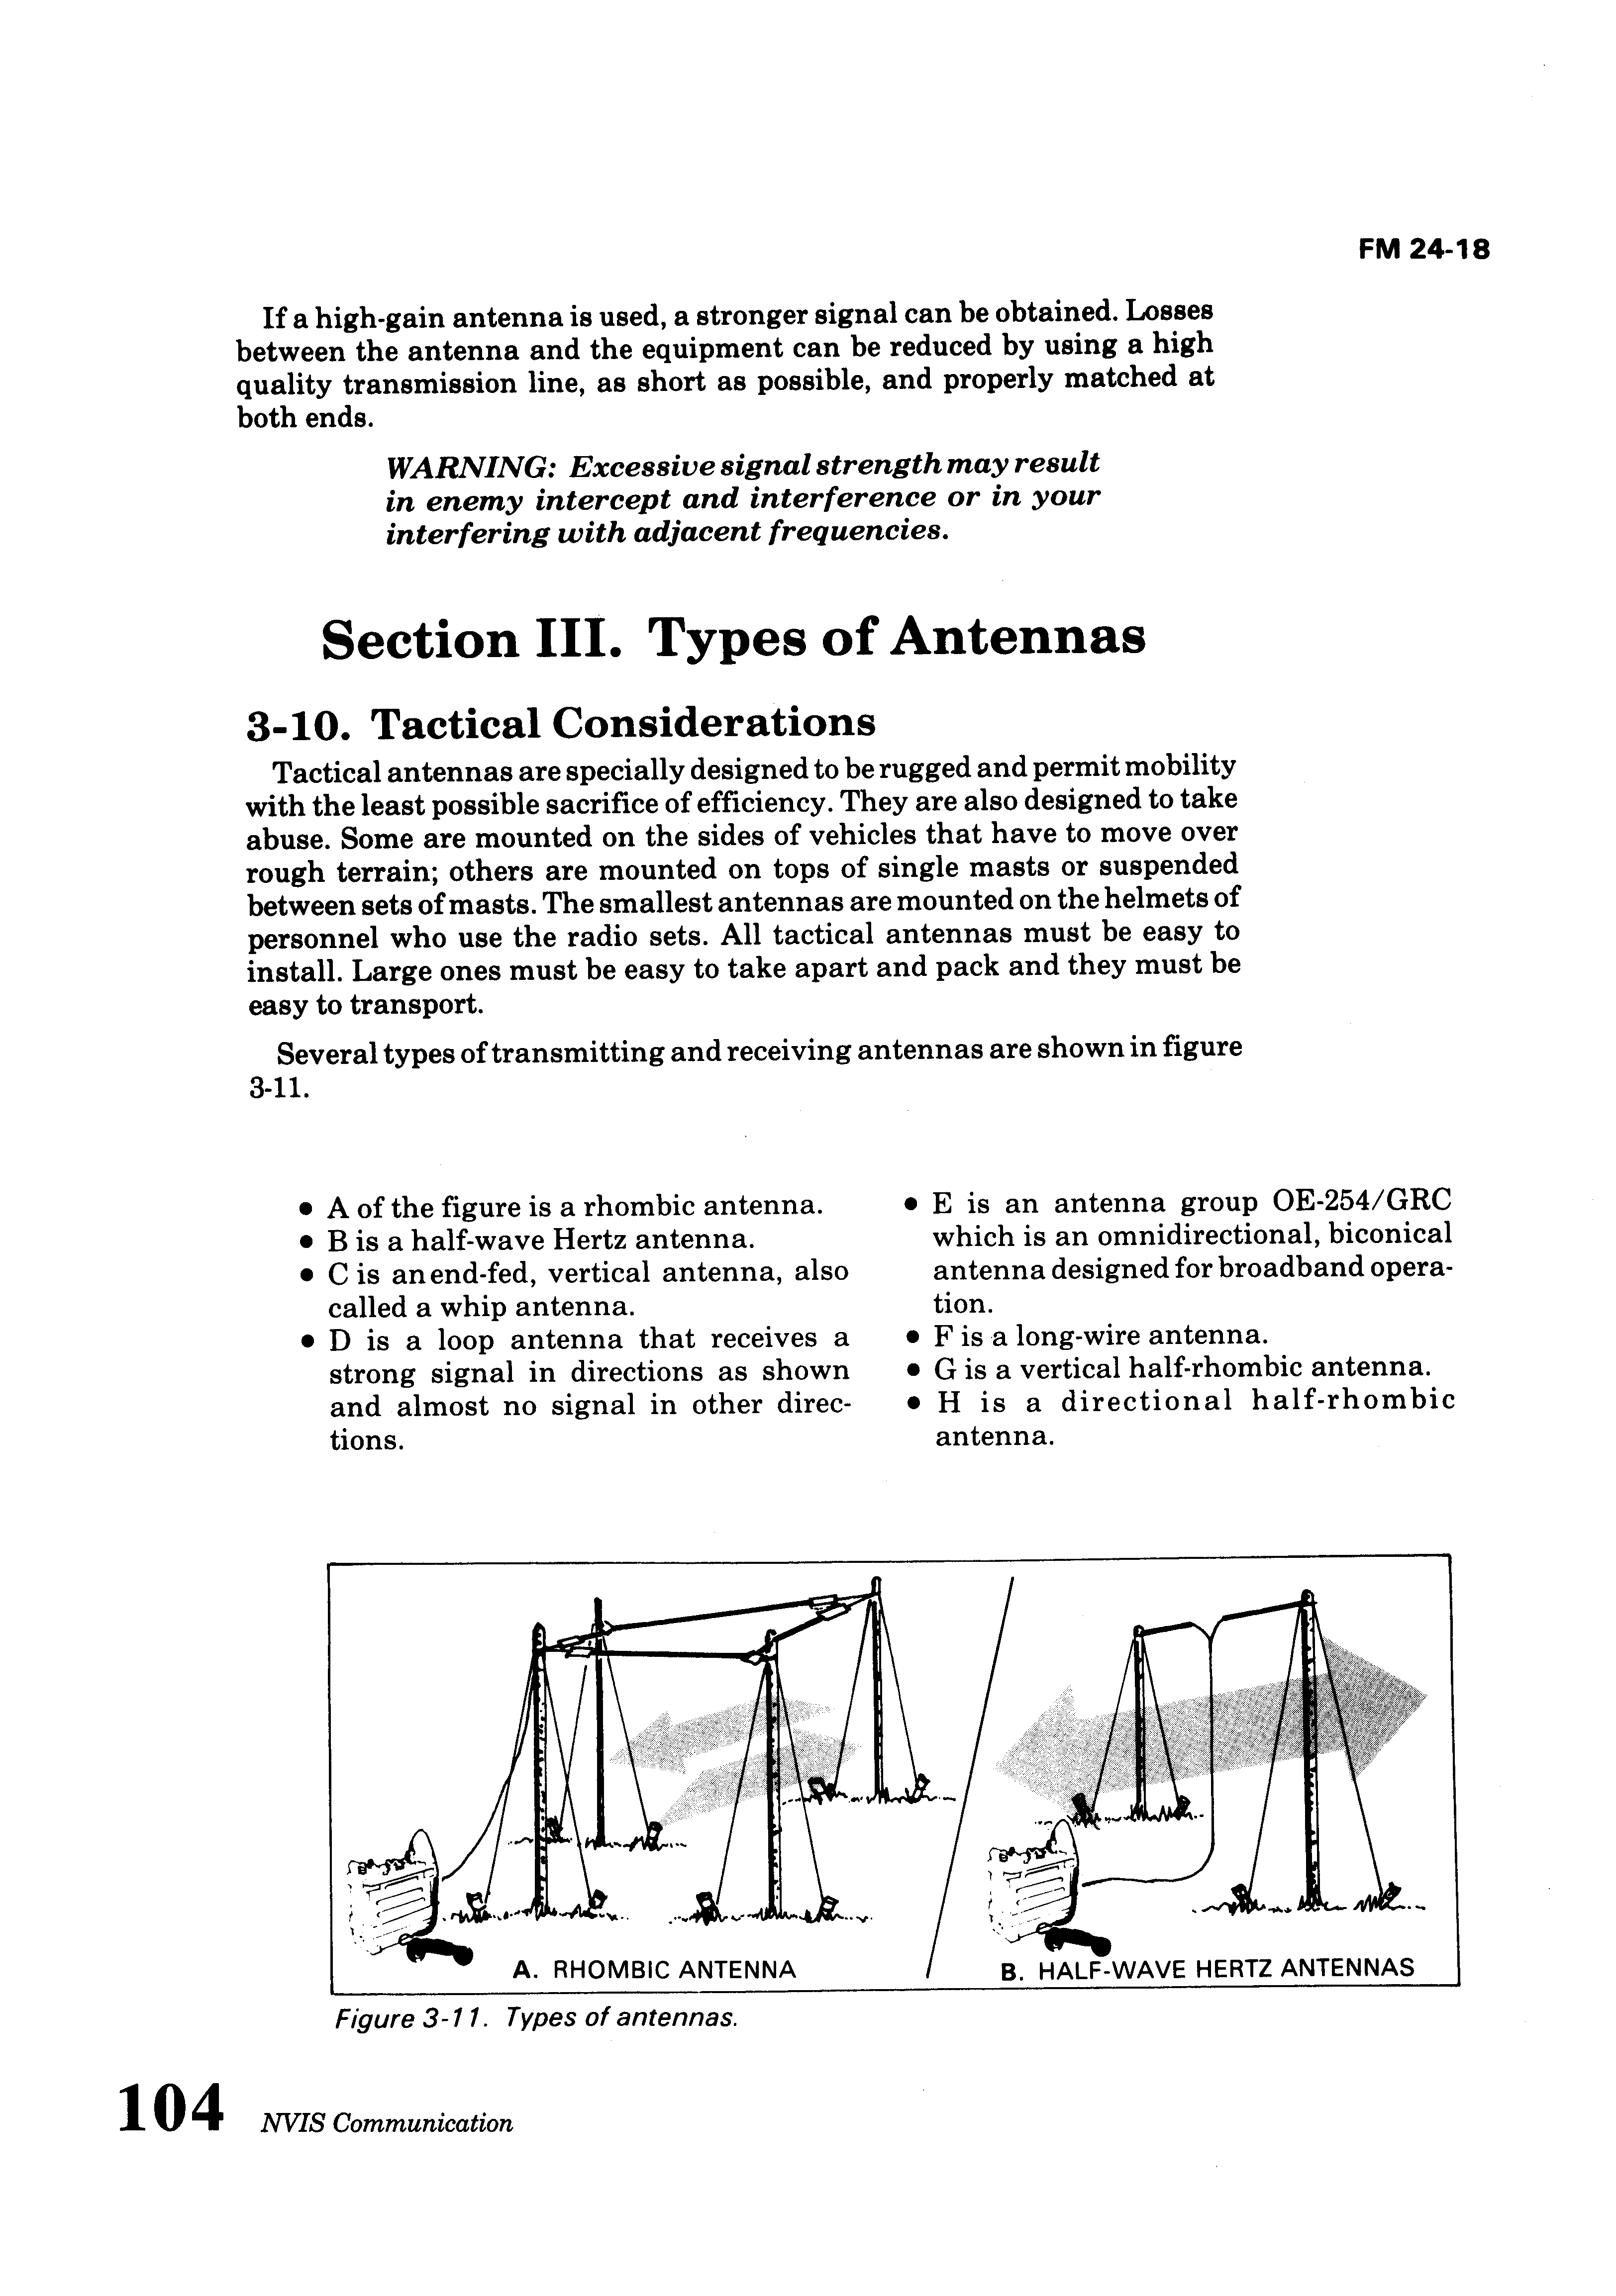 FM 24-18
If a high-gain antenna is used, a stronger signal can be obtained. Losses
between the antenna and the equipment can be reduced by using a high
quality transmission line, as short as possible, and properly matched at
both ends.
WARNING: Excessive signal strength may result
in enemy intercept and interference or in your
interfering with adjacent frequencies.
Section III. Types of Antennas
3-10. Tactical Considerations
Tactical antennas are specially designed to be rugged and permit mobility
with the least possible sacrifice of efficiency. They are also designed to take
abuse. Some are mounted on the sides of vehicles that have to move over
rough terrain; others are mounted on tops of single masts or suspended
between sets of masts. The smallest antennas are mounted on the helmets of
personnel who use the radio sets. All tactical antennas must be easy to
install. Large ones must be easy to take apart and pack and they must be
easy to transport.
Several types of transmitting and receiving antennas are shown in figure
3-11.
• A of the figure is a rhombic antenna.
• B is a half-wave Hertz antenna.
• C is an end-fed, vertical antenna, also
called a whip antenna.
• D is a loop antenna that receives a
strong signal in directions as shown
and almost no signal in other direc-
tions.
• E is an antenna group OE-254/GRC
which is an omnidirectional, biconical
antenna designed for broadband opera-
tion.
• F is a long-wire antenna.
• G is a vertical half-rhombic antenna.
• H is a directional half-rhombic
antenna.
A. RHOMBIC ANTENNA
B. HALF-WAVE HERTZ ANTENNAS
Figure 3-11. Types of antennas.
104 NVIS Communication